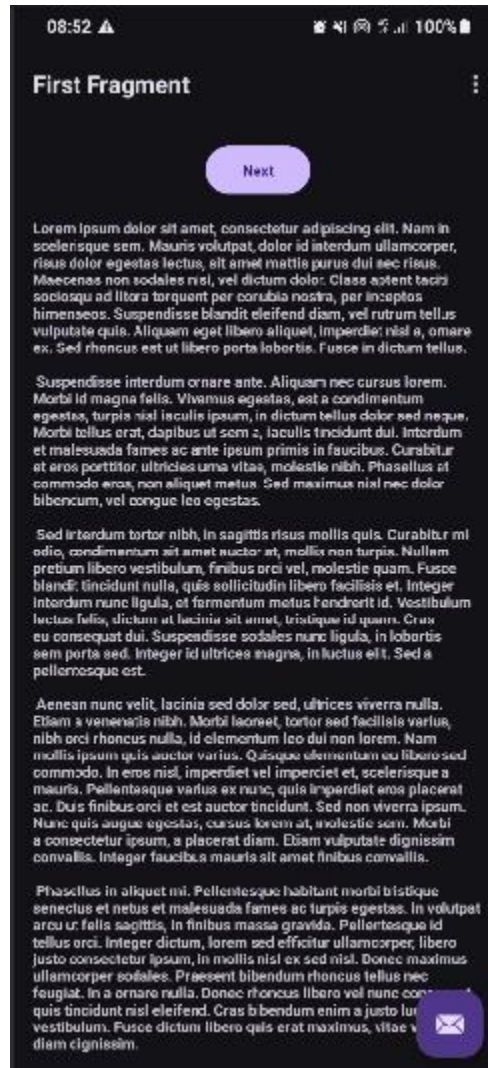 08:52
100%
First Fragment
Next
Lorem ipsum dolor sit amet, consectetur adipiscing elit. Nam in
scelerisque sem. Mauris volutpat, dolor id interdum ullamcorper,
risus dolor egestas lectus, sit amet mattis purus dui nec risus.
Maecenas non sodales nisi, vel dictum dolor. Class aptent taciti
sociosqu ad litora torquent per conubia nostra, per inceptos
himenaeos. Suspendisse blandit eleifend diam, vel rutrum tellus
vulputate quis. Aliquam eget libero aliquet, imperdiet nisl a, ornare
ex. Sed rhoncus est ut libero porta lobortis. Fusce in dictum tellus.
Suspendisse interdum ornare ante. Aliquam nec cursus lorem.
Morbi id magna felis. Vivamus egestas, est a condimentum
egestas, turpis nisl iaculis ipsum, in dictum tellus dolor sed neque.
Morbi tellus erat, dapibus ut sem a, iaculis tincidunt dui. Interdum
et malesuada fames ac ante ipsum primis in faucibus. Curabitur
et eros porttitor, ultricies urna vitae, molestie nibh. Phasellus at
commodo eros, non aliquet metus. Sed maximus nisl nec dolor
bibendum, vel congue leo egestas.
Sed interdum tortor nibh, in sagittis risus mollis quis. Curabitur mi
odio, condimentum sit amet auctor at, mollis non turpis. Nullam
pretium libero vestibulum, finibus orci vel, molestie quam. Fusce
blandit tincidunt nulla, quis sollicitudin libero facilisis et. Integer
interdum nunc ligula, et fermentum metus hendrerit id. Vestibulum
lectus felis, dictum at lacinia sit amet, tristique id quam. Cras
eu consequat dui. Suspendisse sodales nunc ligula, in lobortis
sem porta sed. Integer id ultrices magna, in luctus elit. Sed a
pellentesque est.
Aenean nunc velit, lacinia sed dolor sed, ultrices viverra nulla.
Etiam a venenatis nibh. Morbi laoreet, tortor sed facilisis varius,
nibh orci rhoncus nulla, id elementum leo dui non lorem. Nam
mollis ipsum quis auctor varius. Quisque elementum eu libero sed
commodo. In eros nisl, imperdiet vel imperdiet et, scelerisque a
mauris. Pellentesque varius ex nunc, quis imperdiet eros placerat
ac. Duis finibus orci et est auctor tincidunt. Sed non viverra ipsum.
Nunc quis augue egestas, cursus lorem at, molestie sem. Morbi
a consectetur ipsum, a placerat diam. Etiam vulputate dignissim
convallis. Integer faucibus mauris sit amet finibus convallis.
Phasellus in aliquet mi. Pellentesque habitant morbi tristique
senectus et netus et malesuada fames ac turpis egestas. In volutpat
arcu ut felis sagittis, in finibus massa gravida. Pellentesque id
tellus orci. Integer dictum, lorem sed efficitur ullamcorper, libero
justo consectetur ipsum, in mollis nisl ex sed nisl. Donec maximus
ullamcorper sodales. Praesent bibendum rhoncus tellus nec
feugiat. In a ornare nulla. Donec rhoncus libero vel nunc
quis tincidunt nisl eleifend. Cras bibendum enim a justo
vestibulum. Fusce dictum libero quis erat maximus, vitae
diam dignissim.